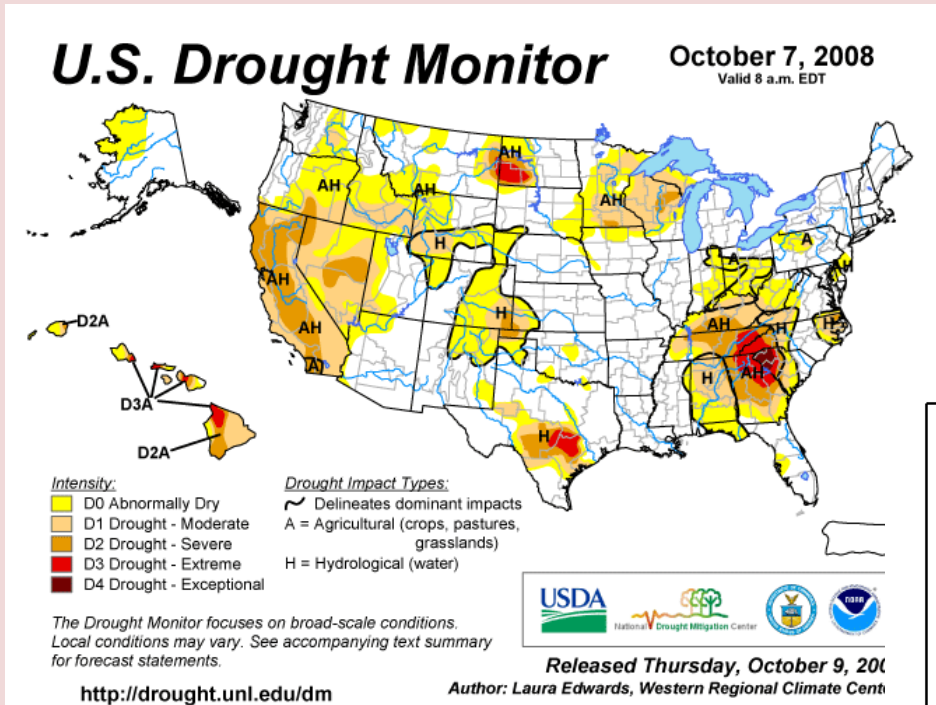 U.S. Drought Monitor
October 7, 2008
Valid 8 a.m. EDT
AH
AH
AH
AH
A
AH
H
AH
H
AH
H
H
AH
A
AH
H
AH
H
D2A
D3A
D2A
Intensity:
D0 Abnormally Dry
D1 Drought - Moderate
D2 Drought - Severe
D3 Drought - Extreme
D4 Drought - Exceptional
Drought Impact Types:
Delineates dominant impacts
A = Agricultural (crops, pastures,
grasslands)
H = Hydrological (water)
USDA
National Drought Mitigation Center
The Drought Monitor focuses on broad-scale conditions.
Local conditions may vary. See accompanying text summary
for forecast statements.
http://drought.unl.edu/dm
Released Thursday, October 9, 200
Author: Laura Edwards, Western Regional Climate Cent